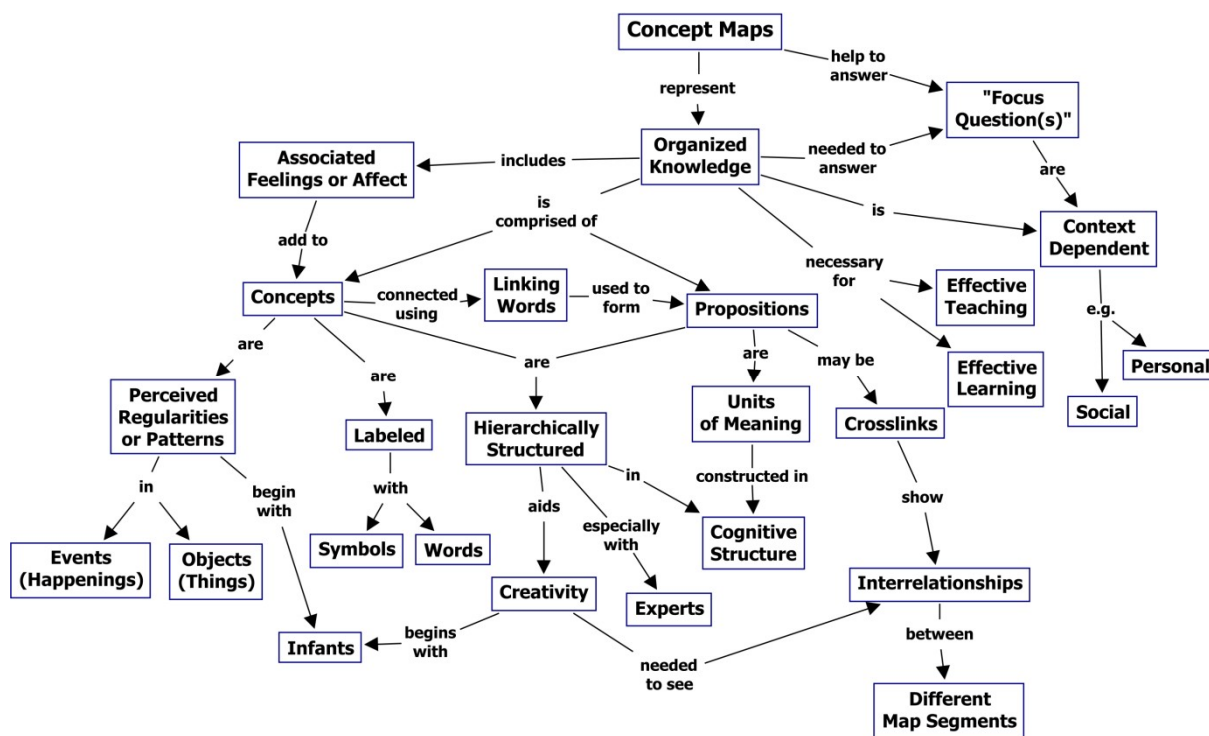 Concept Maps
help to
answer
represent
"Focus
Question(s)"
Organized
Knowledge
needed to
answer
includes
Associated
Feelings or Affect
are
is
comprised of
is
Context
Dependent
add to
necessary
for
Linking
Words
Effective
Teaching
Concepts
connected
using
used to
form
Propositions
e.g.
are
are
are
may be
Personal
Effective
Learning
Perceived
Regularities
or Patterns
Units
of Meaning
Social
Labeled
Hierarchically
Structured
Crosslinks
in
begin
with
with
aids
in
constructed in
especially
with
show
Events
(Happenings)
Objects
(Things)
Symbols
Words
Cognitive
Structure
Creativity
Experts
Interrelationships
Infants
begins
with
needed
to see
between
Different
Map Segments